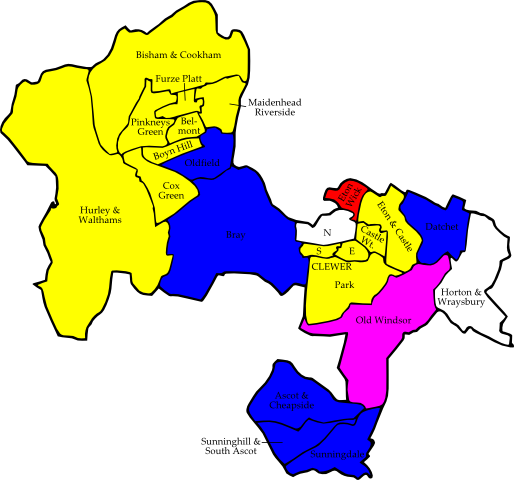 Bisham & Cookham
Furze Platt
Maidenhead
Riverside
Pinkneys
Green
Bel-
mont
Boyn Hill
Oldfield
Cox
Green
Hurley &
Walthams
Bray
Eton
Wick
Eton & Castle
Datchet
N
Castle
Wt.
S
E
CLEWER
Park
Horton &
Wraysbury
Old Windsor
Ascot &
Cheapside
Sunninghill &
South Ascot
Sunningdale